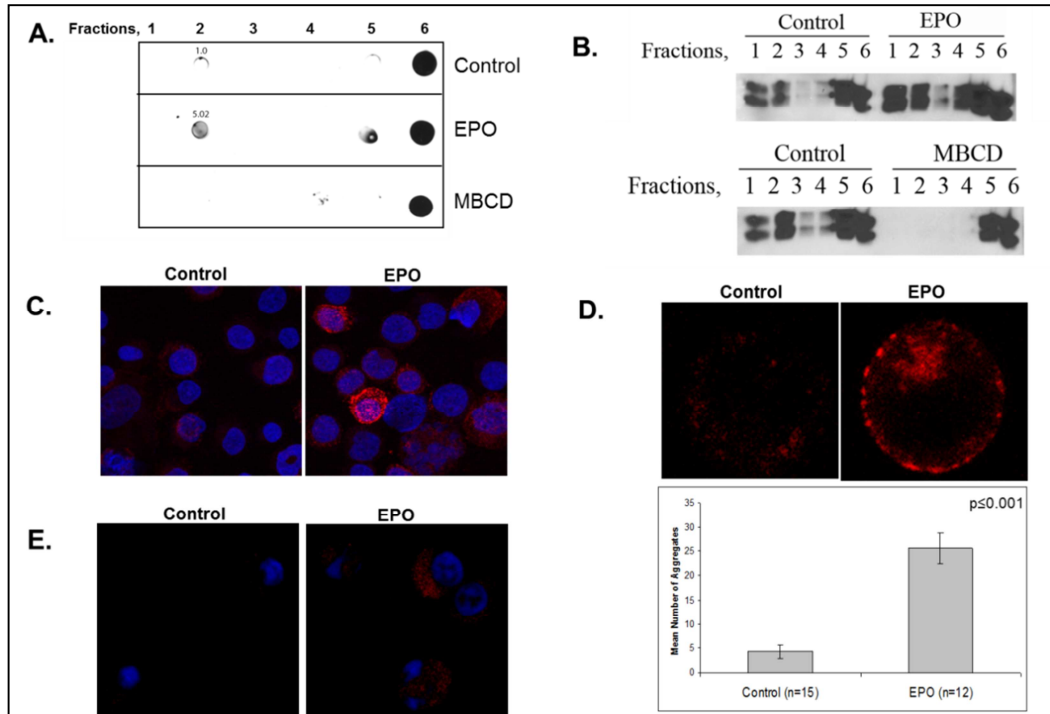 A.
Fractions, 1 2 3 4 5 6
1.0
Control
5.02
EPO
MBCD
B.
Control EPO
Fractions, 1 2 3 4 5 6 1 2 3 4 5 6
Control MBCD
Fractions, 1 2 3 4 5 6 1 2 3 4 5 6
C.
Control EPO
D.
Control EPO
p≤0.001
Mean Number of Aggregates
35
30
25
20
15
10
5
0
Control (n=15) EPO (n=12)
E.
Control EPO